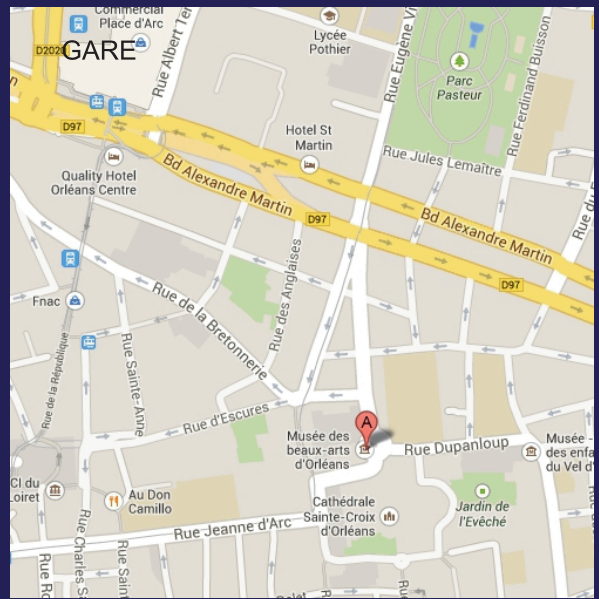 Commercial
Place d'Arc
D2020
GARE
Rue Albert
Lycée
Pothier
Rue Eugène
Parc
Pasteur
Rue Ferdinand Buisson
D97
Hotel St
Martin
Rue Jules Lemaître
Quality Hotel
Orléans Centre
Bd Alexandre Martin
D97
Bd Alexandre Martin
Rue du
D97
Fnac
Rue de la République
Rue Sainte-Anne
Rue de la Bretonnerie
Rue des Anglaises
Rue d'Escures
A
Musée des
beaux-arts
d'Orléans
Rue Dupanloup
Musée -
des enfa
du Vel d'
CI du
Loiret
Au Don
Camillo
Cathédrale
Sainte-Croix
d'Orléans
Jardin de
l'Evêché
Rue Jeanne d'Arc
Rue Charles
Rue